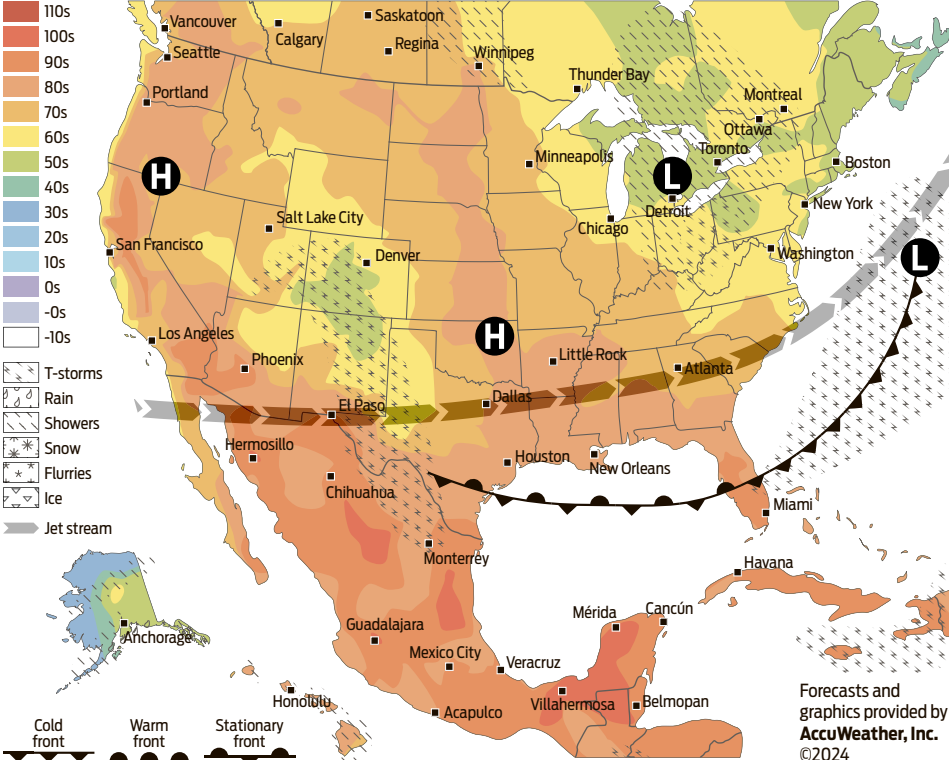 110s
100s
90s
80s
70s
60s
50s
40s
30s
20s
10s
0s
-0s
-10s
T-storms
Rain
Showers
Snow
Flurries
Ice
Jet stream
Vancouver
Seattle
Portland
Calgary
Saskatoon
Regina
Winnipeg
Thunder Bay
Montreal
Ottawa
Toronto
Boston
Minneapolis
H
L
Detroit
New York
Chicago
Washington
Salt Lake City
San Francisco
Denver
L
Los Angeles
Phoenix
H
Little Rock
Atlanta
El Paso
Dallas
Hermosillo
Houston
New Orleans
Chihuahua
Miami
Monterrey
Havana
Anchorage
Guadalajara
Mérida
Cancún
Mexico City
Veracruz
Honolulu
Acapulco
Villahermosa
Belmopan
Cold
front
Warm
front
Stationary
front
Forecasts and
graphics provided by
AccuWeather, Inc.
©2024